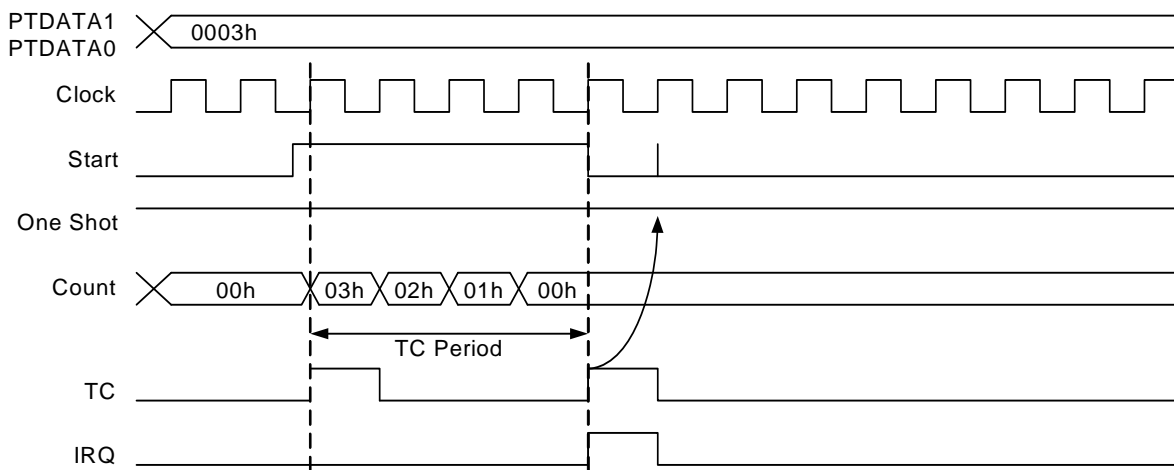 PTDATA1
PTDATA0
0003h
Clock
Start
One Shot
Count
00h
03h
02h
01h
00h
TC Period
TC
IRQ